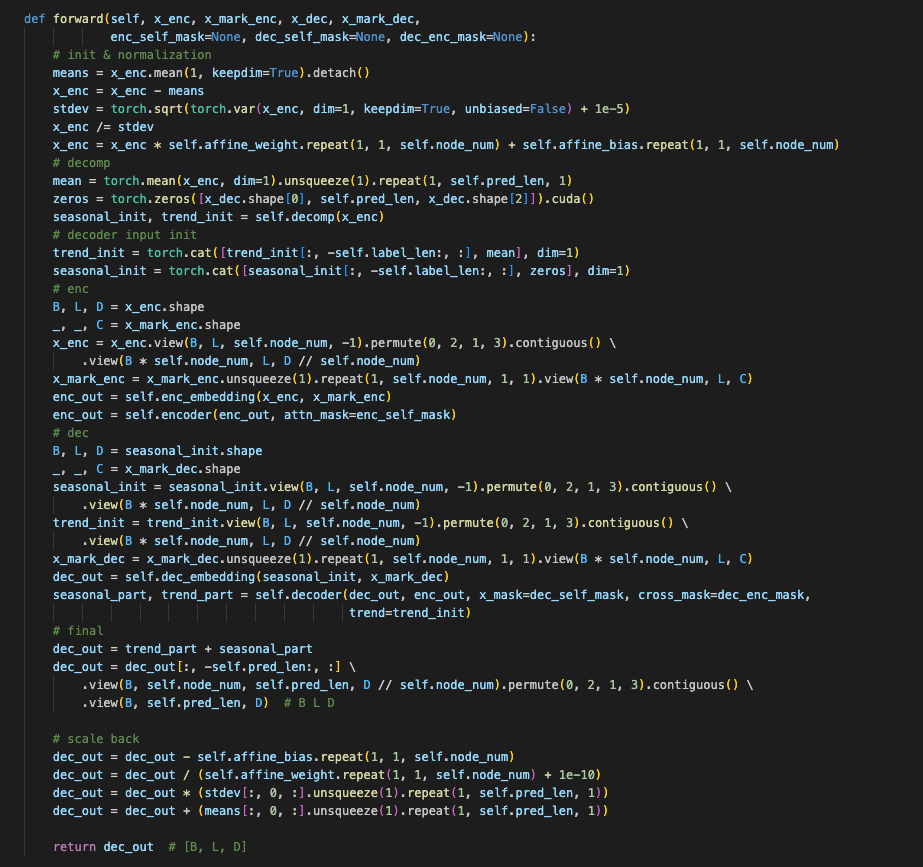 def forward(self, x_enc, x_mark_enc, x_dec, x_mark_dec,
            enc_self_mask=None, dec_self_mask=None, dec_enc_mask=None):
    # init & normalization
    means = x_enc.mean(1, keepdim=True).detach()
    x_enc = x_enc - means
    stdev = torch.sqrt(torch.var(x_enc, dim=1, keepdim=True, unbiased=False) + 1e-5)
    x_enc /= stdev
    x_enc = x_enc * self.affine_weight.repeat(1, 1, self.node_num) + self.affine_bias.repeat(1, 1, self.node_num)
    # decomp
    mean = torch.mean(x_enc, dim=1).unsqueeze(1).repeat(1, self.pred_len, 1)
    zeros = torch.zeros([x_dec.shape[0], self.pred_len, x_dec.shape[2]]).cuda()
    seasonal_init, trend_init = self.decomp(x_enc)
    # decoder input init
    trend_init = torch.cat([trend_init[:, -self.label_len:, :], mean], dim=1)
    seasonal_init = torch.cat([seasonal_init[:, -self.label_len:, :], zeros], dim=1)
    # enc
    B, L, D = x_enc.shape
    _, _, C = x_mark_enc.shape
    x_enc = x_enc.view(B, L, self.node_num, -1).permute(0, 2, 1, 3).contiguous() \
        .view(B * self.node_num, L, D // self.node_num)
    x_mark_enc = x_mark_enc.unsqueeze(1).repeat(1, self.node_num, 1, 1).view(B * self.node_num, L, C)
    enc_out = self.enc_embedding(x_enc, x_mark_enc)
    enc_out = self.encoder(enc_out, attn_mask=enc_self_mask)
    # dec
    B, L, D = seasonal_init.shape
    _, _, C = x_mark_dec.shape
    seasonal_init = seasonal_init.view(B, L, self.node_num, -1).permute(0, 2, 1, 3).contiguous() \
        .view(B * self.node_num, L, D // self.node_num)
    trend_init = trend_init.view(B, L, self.node_num, -1).permute(0, 2, 1, 3).contiguous() \
        .view(B * self.node_num, L, D // self.node_num)
    x_mark_dec = x_mark_dec.unsqueeze(1).repeat(1, self.node_num, 1, 1).view(B * self.node_num, L, C)
    dec_out = self.dec_embedding(seasonal_init, x_mark_dec)
    seasonal_part, trend_part = self.decoder(dec_out, enc_out, x_mask=dec_self_mask, cross_mask=dec_enc_mask,
                                             trend=trend_init)
    # final
    dec_out = trend_part + seasonal_part
    dec_out = dec_out[:, -self.pred_len:, :] \
        .view(B, self.node_num, self.pred_len, D // self.node_num).permute(0, 2, 1, 3).contiguous() \
        .view(B, self.pred_len, D)  # B L D
    # scale back
    dec_out = dec_out - self.affine_bias.repeat(1, 1, self.node_num)
    dec_out = dec_out / (self.affine_weight.repeat(1, 1, self.node_num) + 1e-10)
    dec_out = dec_out * (stdev[:, 0, :].unsqueeze(1).repeat(1, self.pred_len, 1))
    dec_out = dec_out + (means[:, 0, :].unsqueeze(1).repeat(1, self.pred_len, 1))
    return dec_out  # [B, L, D]